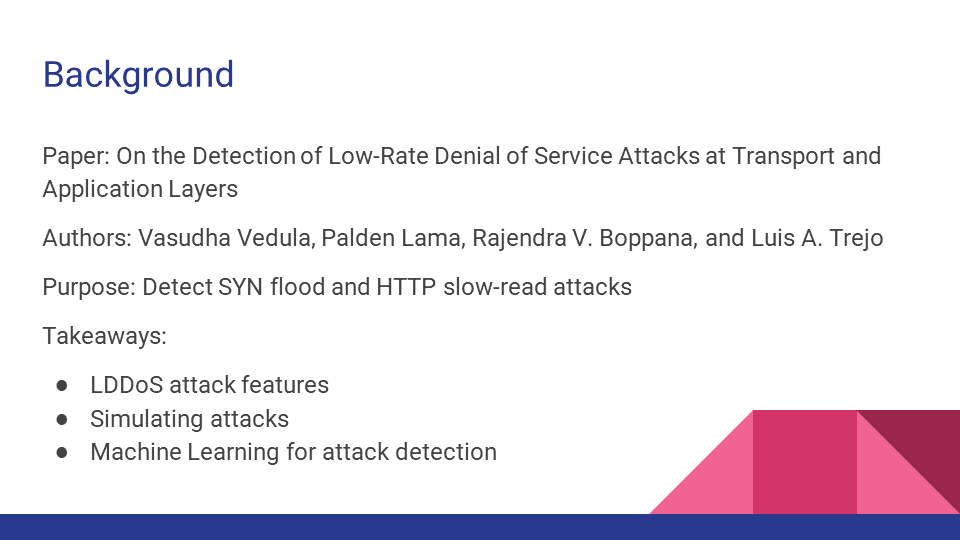 Background
Paper: On the Detection of Low-Rate Denial of Service Attacks at Transport and
Application Layers
Authors: Vasudha Vedula, Palden Lama, Rajendra V. Boppana, and Luis A. Trejo
Purpose: Detect SYN flood and HTTP slow-read attacks
Takeaways:
● LDDoS attack features
● Simulating attacks
● Machine Learning for attack detection